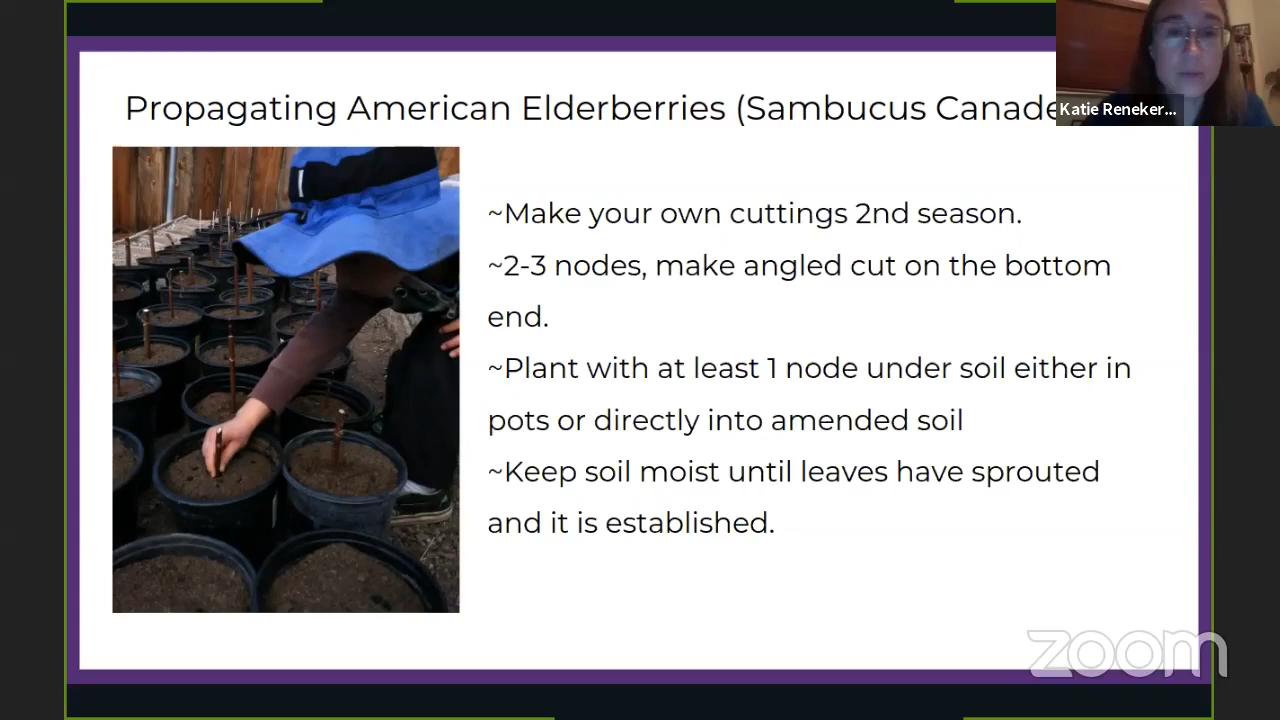 Propagating American Elderberries (Sambucus Canade
Katie Reneker...
~Make your own cuttings 2nd season.
~2-3 nodes, make angled cut on the bottom
end.
~Plant with at least 1 node under soil either in
pots or directly into amended soil
~Keep soil moist until leaves have sprouted
and it is established.
zoom